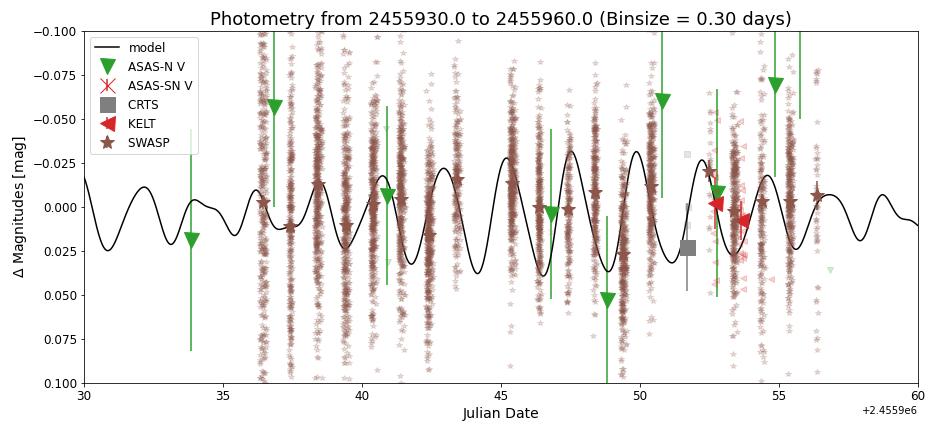 Photometry from 2455930.0 to 2455960.0 (Binsize = 0.30 days)
Δ Magnitudes [mag]
−0.100
−0.075
−0.050
−0.025
0.000
0.025
0.050
0.075
0.100
model
ASAS-N V
ASAS-SN V
CRTS
KELT
SWASP
30 35 40 45 50 55 60
Julian Date
+2.4559e6